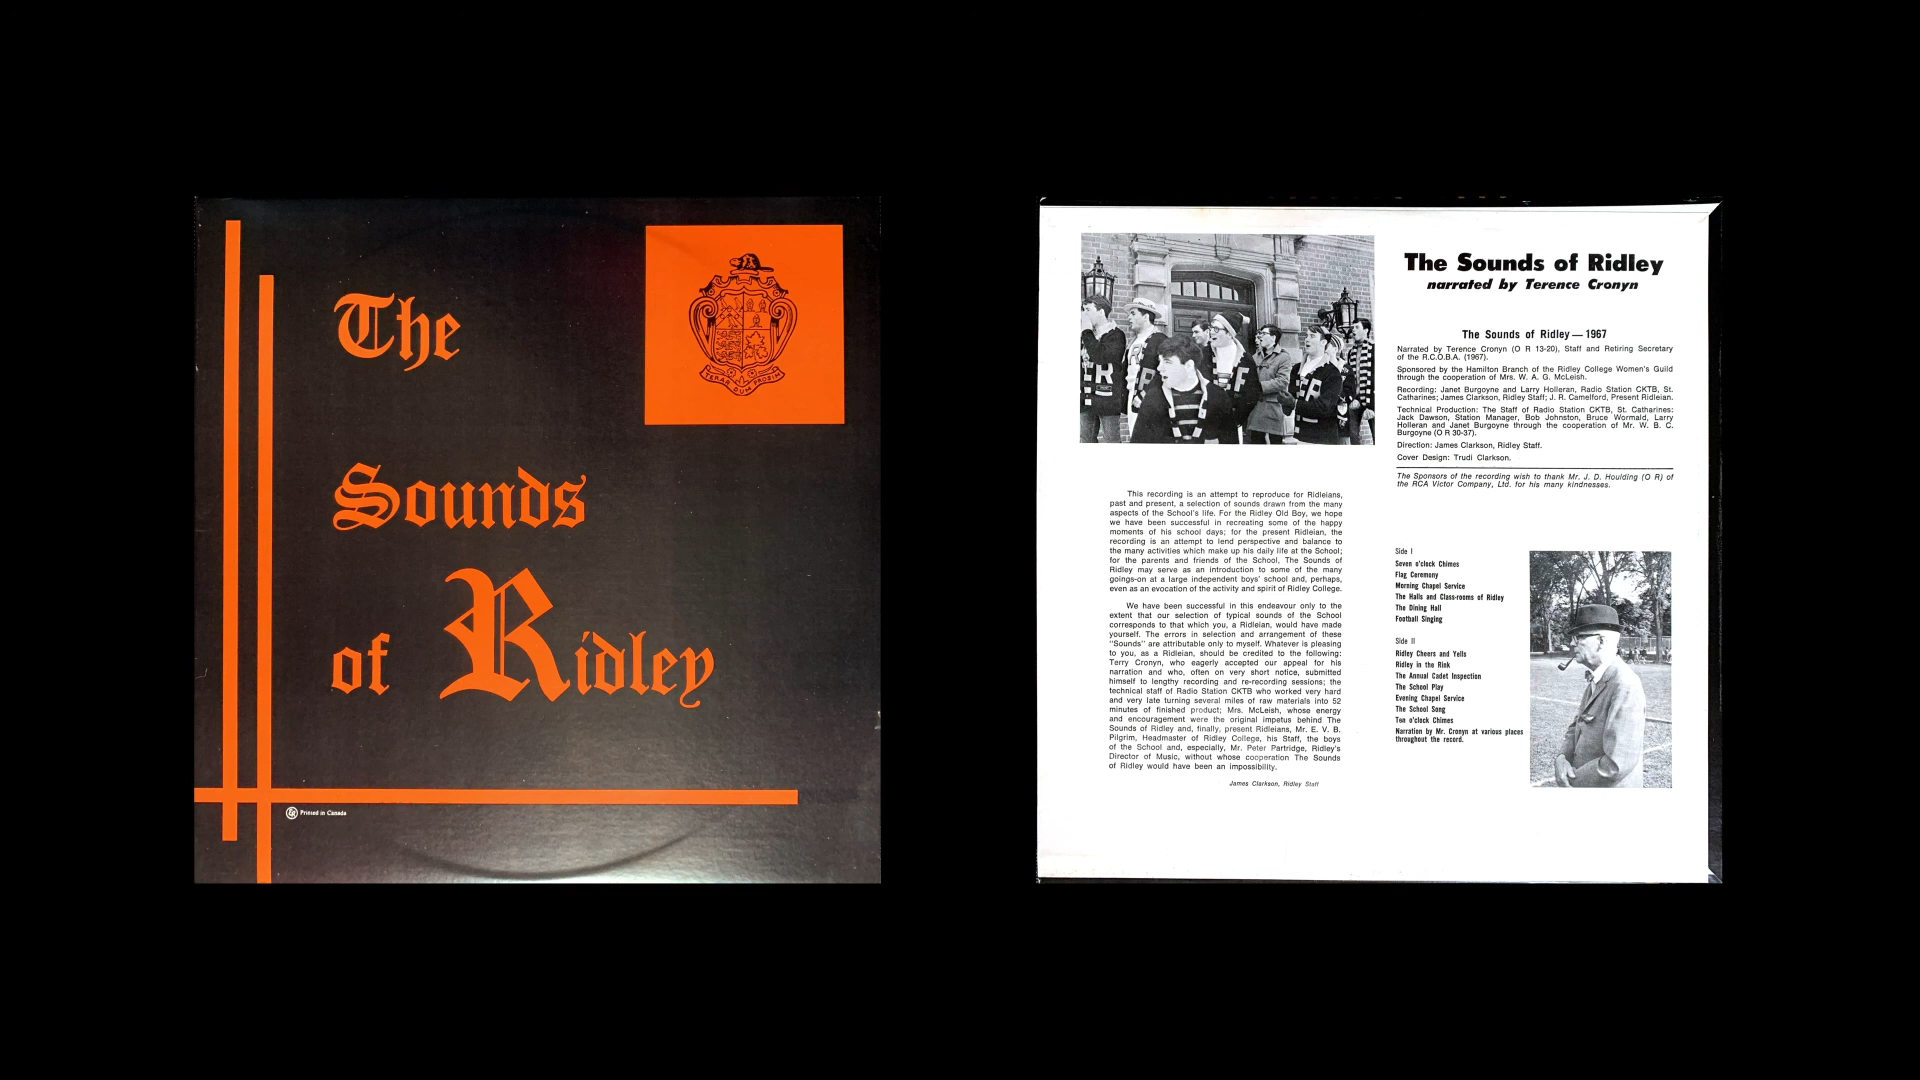 The
Sounds
of Ridley
TERAR DUM PROSIM
Printed in Canada
The Sounds of Ridley
narrated by Terence Cronyn
The Sounds of Ridley — 1967
Narrated by Terence Cronyn (O R 13-20), Staff and Retiring Secretary
of the R.C.O.B.A. (1967).
Sponsored by the Hamilton Branch of the Ridley College Women's Guild
through the cooperation of Mrs. W. A. G. McLeish.
Recording: Janet Burgoyne and Larry Holleran, Radio Station CKTB, St.
Catharines; James Clarkson, Ridley Staff; J. R. Camelford, Present Ridleian.
Technical Production: The Staff of Radio Station CKTB, St. Catharines:
Jack Dawson, Station Manager, Bob Johnston, Bruce Wormald, Larry
Holleran and Janet Burgoyne through the cooperation of Mr. W. B. C.
Burgoyne (O R 30-37).
Direction: James Clarkson, Ridley Staff.
Cover Design: Trudi Clarkson.
The Sponsors of the recording wish to thank Mr. J. D. Houlding (O R) of
the RCA Victor Company, Ltd. for his many kindnesses.
This recording is an attempt to reproduce for Ridleians,
past and present, a selection of sounds drawn from the many
aspects of the School's life. For the Ridley Old Boy, we hope
we have been successful in recreating some of the happy
moments of his school days; for the present Ridleian, the
recording is an attempt to lend perspective and balance to
the many activities which make up his daily life at the School;
for the parents and friends of the School, The Sounds of
Ridley may serve as an introduction to some of the many
goings-on at a large independent boys' school and, perhaps,
even as an evocation of the activity and spirit of Ridley College.
We have been successful in this endeavour only to the
extent that our selection of typical sounds of the School
corresponds to that which you, a Ridleian, would have made
yourself. The errors in selection and arrangement of these
"Sounds" are attributable only to myself. Whatever is pleasing
to you, as a Ridleian, should be credited to the following:
Terry Cronyn, who eagerly accepted our appeal for his
narration and who, often on very short notice, submitted
himself to lengthy recording and re-recording sessions; the
technical staff of Radio Station CKTB who worked very hard
and very late turning several miles of raw materials into 52
minutes of finished product; Mrs. McLeish, whose energy
and encouragement were the original impetus behind The
Sounds of Ridley and, finally, present Ridleians, Mr. E. V. B.
Pilgrim, Headmaster of Ridley College, his Staff, the boys
of the School and, especially, Mr. Peter Partridge, Ridley's
Director of Music, without whose cooperation The Sounds
of Ridley would have been an impossibility.
James Clarkson, Ridley Staff
Side I
Seven o'clock Chimes
Flag Ceremony
Morning Chapel Service
The Halls and Class-rooms of Ridley
The Dining Hall
Football Singing
Side II
Ridley Cheers and Yells
Ridley in the Rink
The Annual Cadet Inspection
The School Play
Evening Chapel Service
The School Song
Ten o'clock Chimes
Narration by Mr. Cronyn at various places
throughout the record.